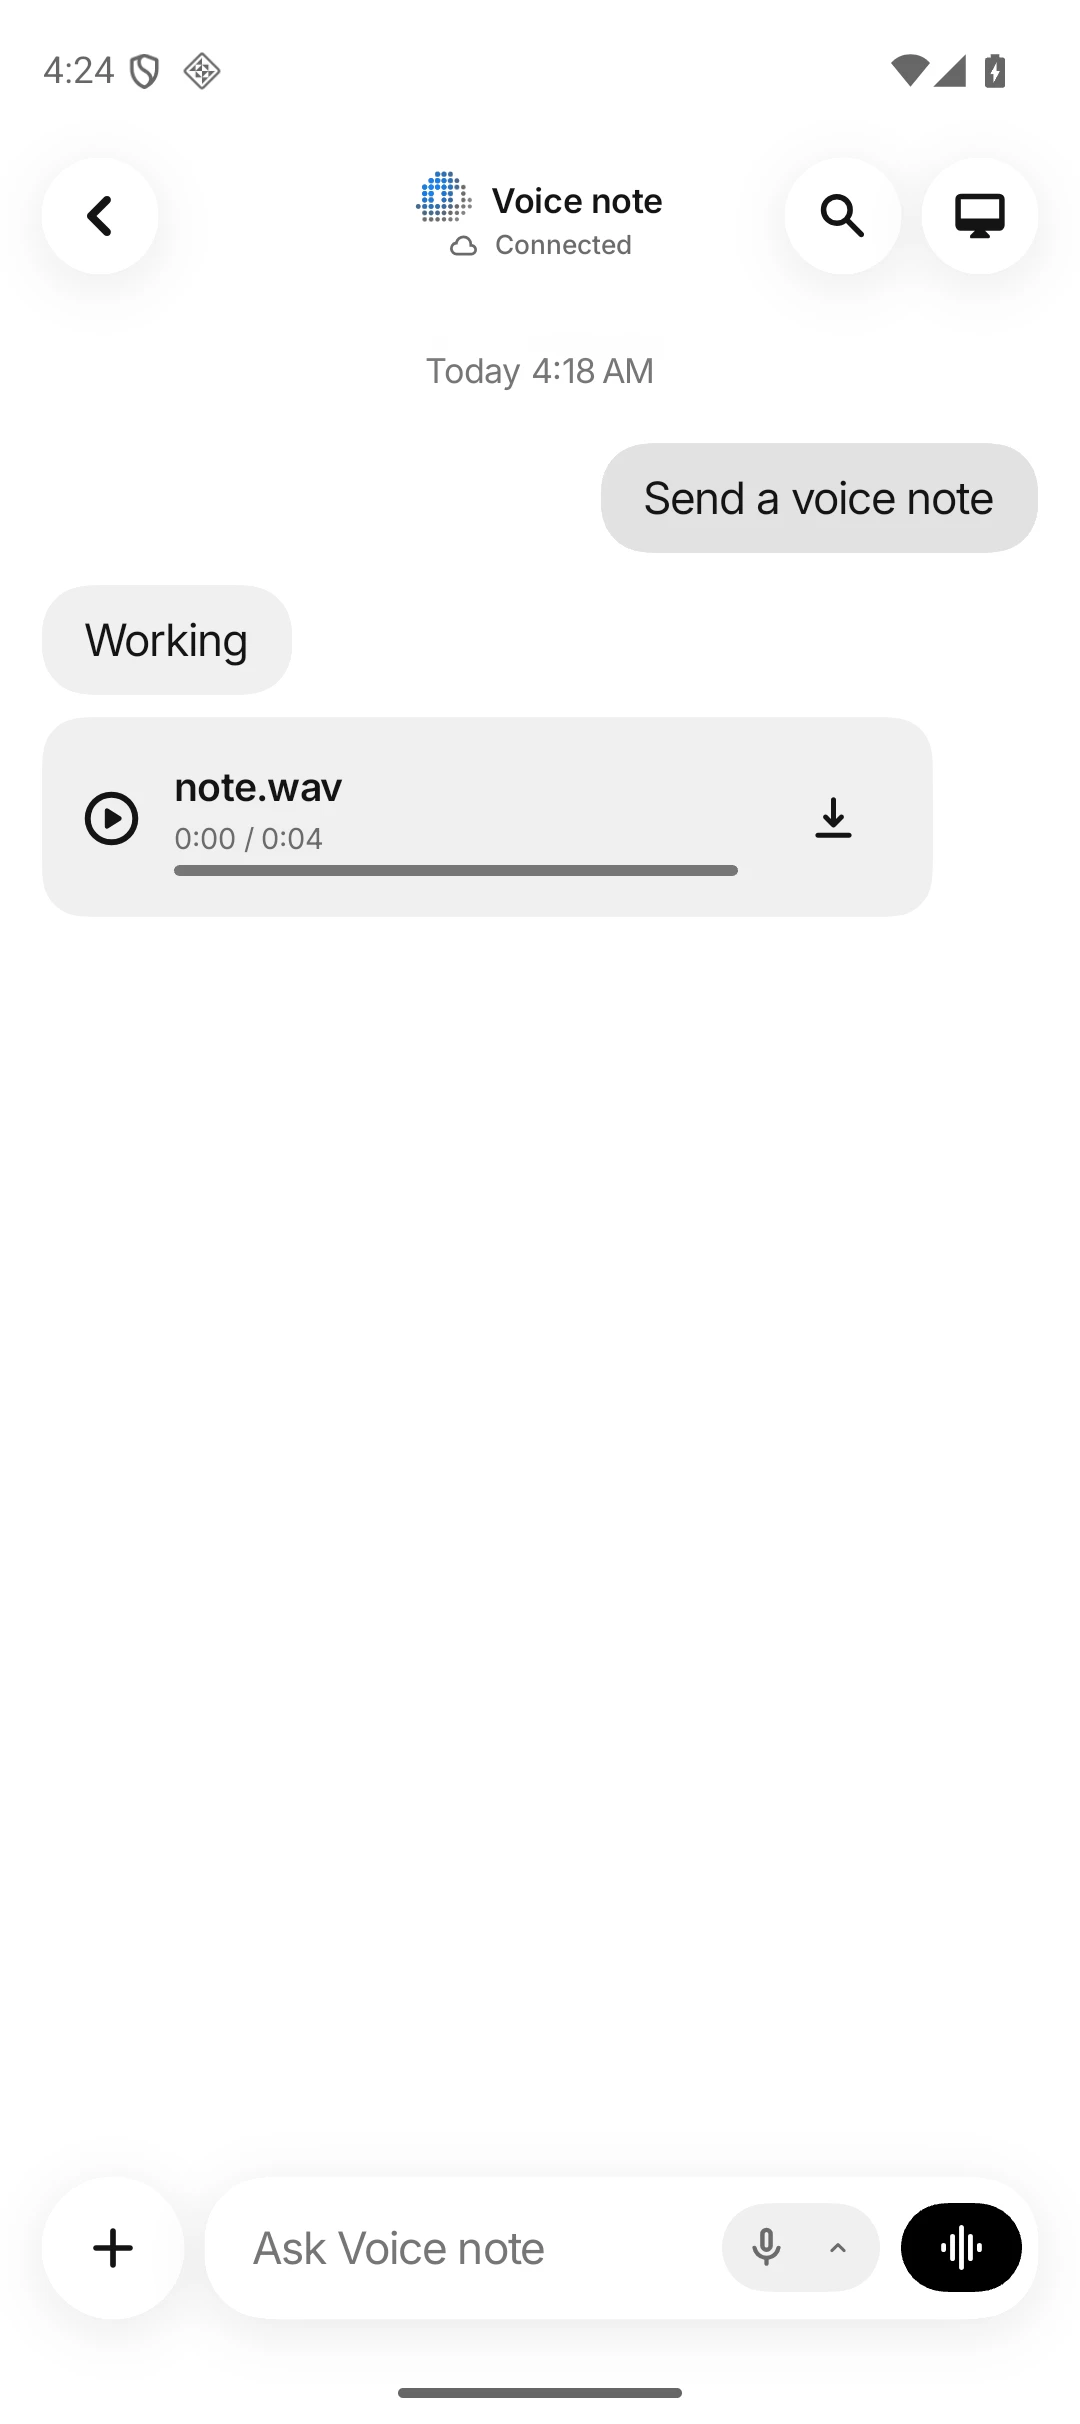 4:24
Voice note
Connected
Today 4:18 AM
Send a voice note
Working
note.wav
0:00 / 0:04
Ask Voice note